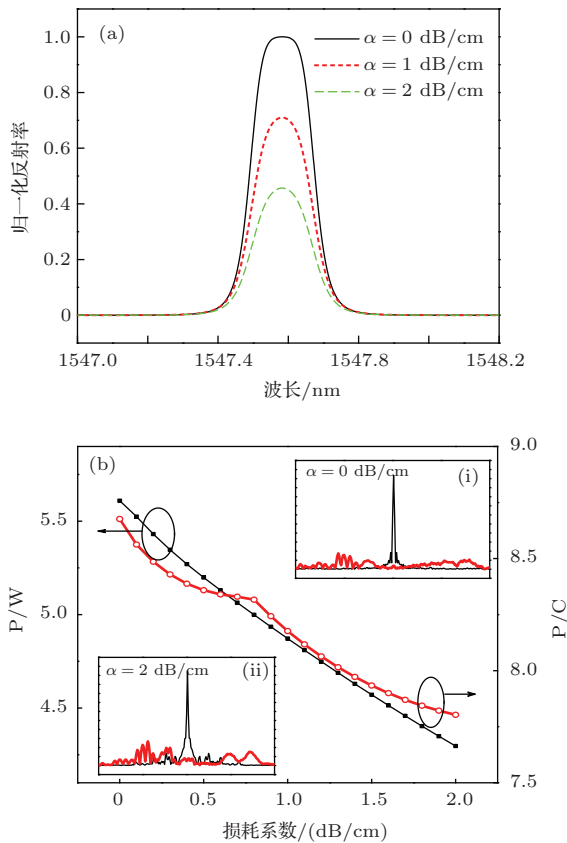 (a)
α = 0 dB/cm
α = 1 dB/cm
α = 2 dB/cm
1.0
0.8
0.6
0.4
0.2
0
归一化反射率
1547.0
1547.4
1547.8
1548.2
波长/nm
(b)
9.0
8.5
8.0
7.5
P/C
5.5
5.0
4.5
P/W
α = 0 dB/cm
(i)
α = 2 dB/cm
(ii)
0
0.5
1.0
1.5
2.0
损耗系数/(dB/cm)